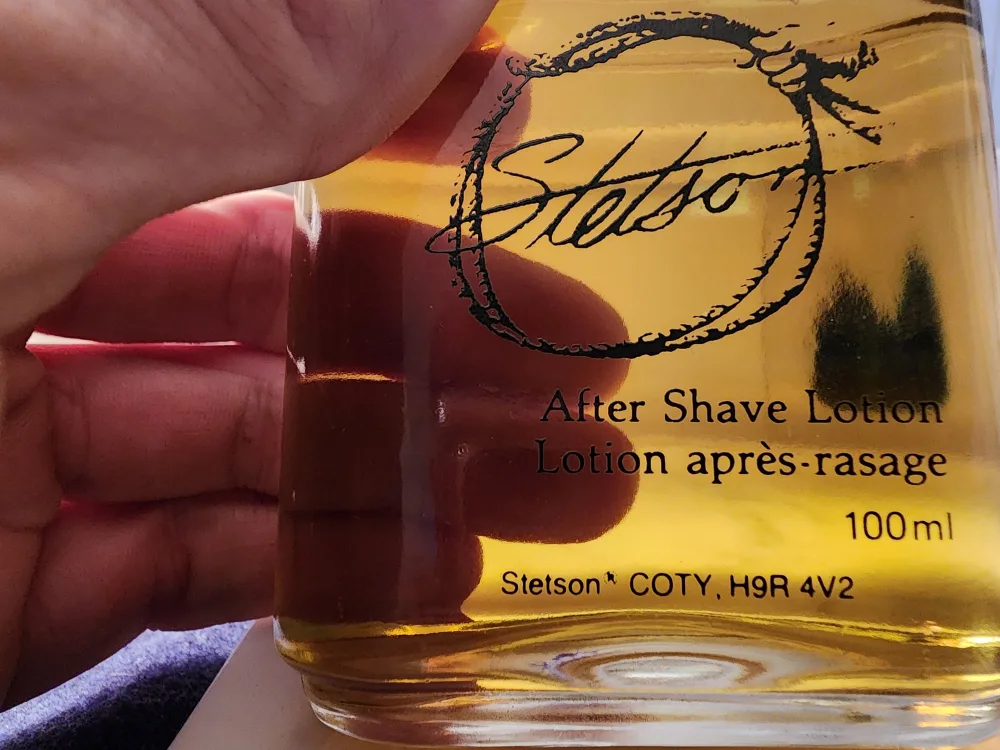 Stetson
After Shave Lotion
Lotion après-rasage
100ml
Stetson* COTY, H9R 4V2